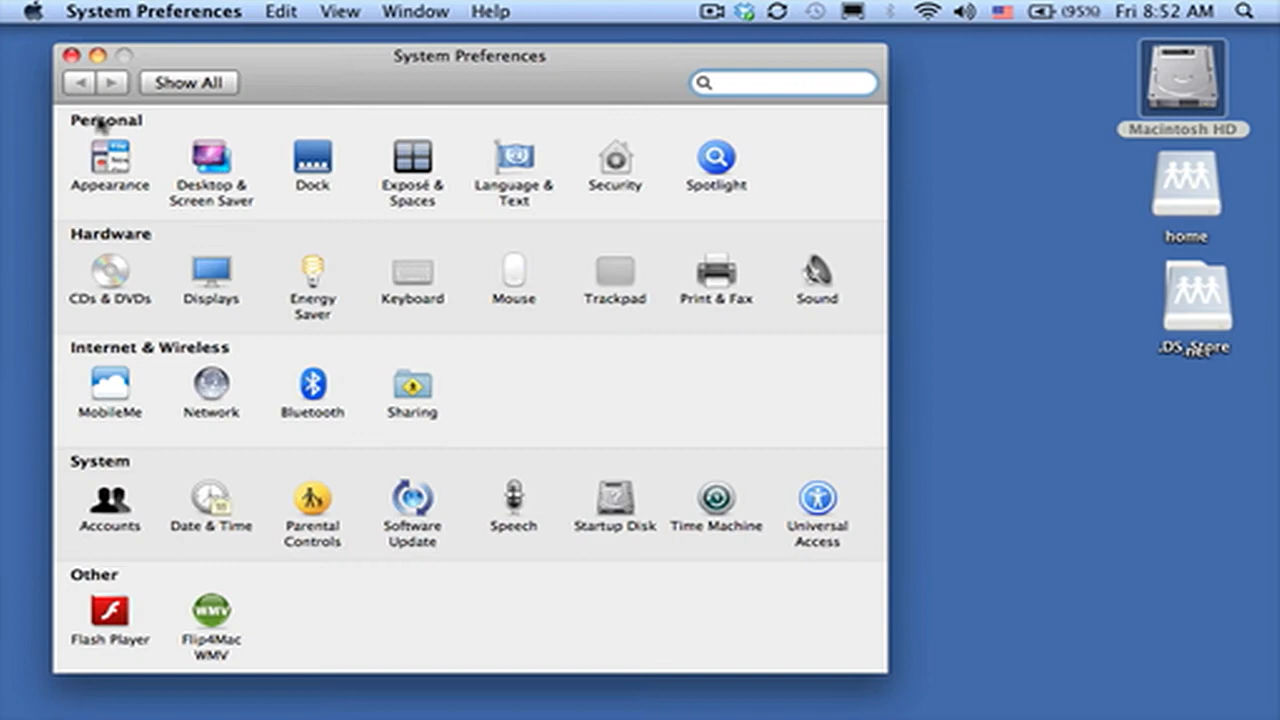 System Preferences Edit View Window Help (95%) Fri 8:52 AM
System Preferences
Show All
Personal
Appearance
Desktop &
Screen Saver
Dock
Exposé &
Spaces
Language &
Text
Security
Spotlight
Hardware
CDs & DVDs
Displays
Energy
Saver
Keyboard
Mouse
Trackpad
Print & Fax
Sound
Internet & Wireless
MobileMe
Network
Bluetooth
Sharing
System
Accounts
Date & Time
Parental
Controls
Software
Update
Speech
Startup Disk
Time Machine
Universal
Access
Other
Flash Player
Flip4Mac
WMV
WMV
Macintosh HD
home
.DS_Store
net